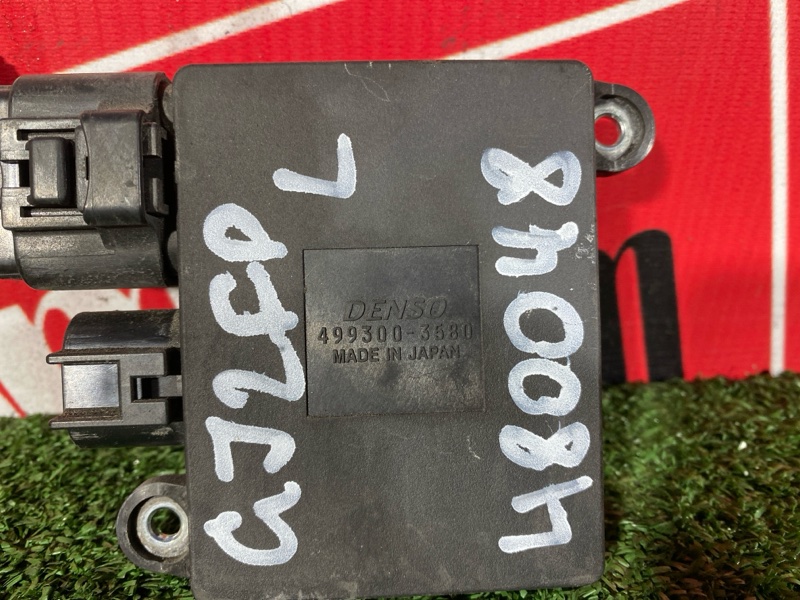 DENSO
499300-3580
MADE IN JAPAN
GJ2FP
L
480048